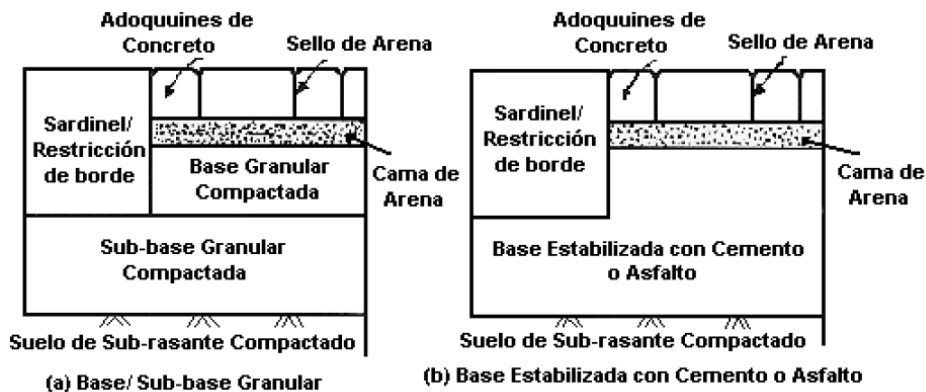 Adoquuines de
Concreto
Sello de Arena
Sardinel/
Restricción
de borde
Base Granular
Compactada
Cama de
Arena
Sub-base Granular
Compactada
Suelo de Sub-rasante Compactado
(a) Base/ Sub-base Granular
(b)
Adoquines de
Concreto
Sello de Arena
Sardinel/
Restricción
de borde
Cama de
Arena
Base Estabilizada con Cemento
o Asfalto
Suelo de Sub-rasante Compactado
(b) Base Estabilizada con Cemento o Asfalto